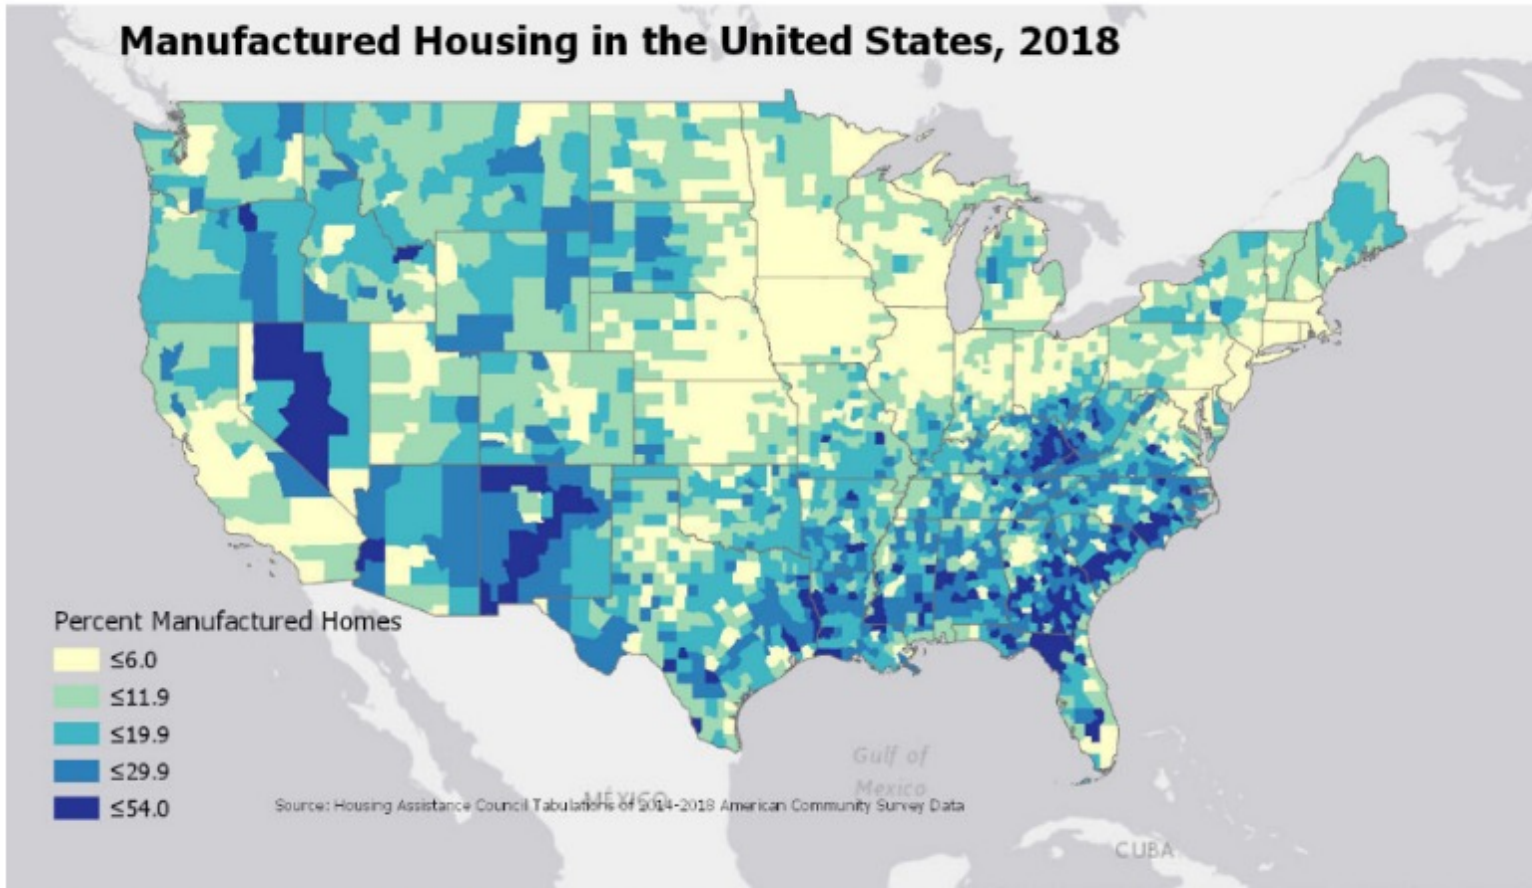 Manufactured Housing in the United States, 2018
Percent Manufactured Homes
≤6.0
≤11.9
≤19.9
≤29.9
≤54.0
Gulf of
Mexico
MÉXICO
Source: Housing Assistance Council Tabulations of 2014-2018 American Community Survey Data
CUBA